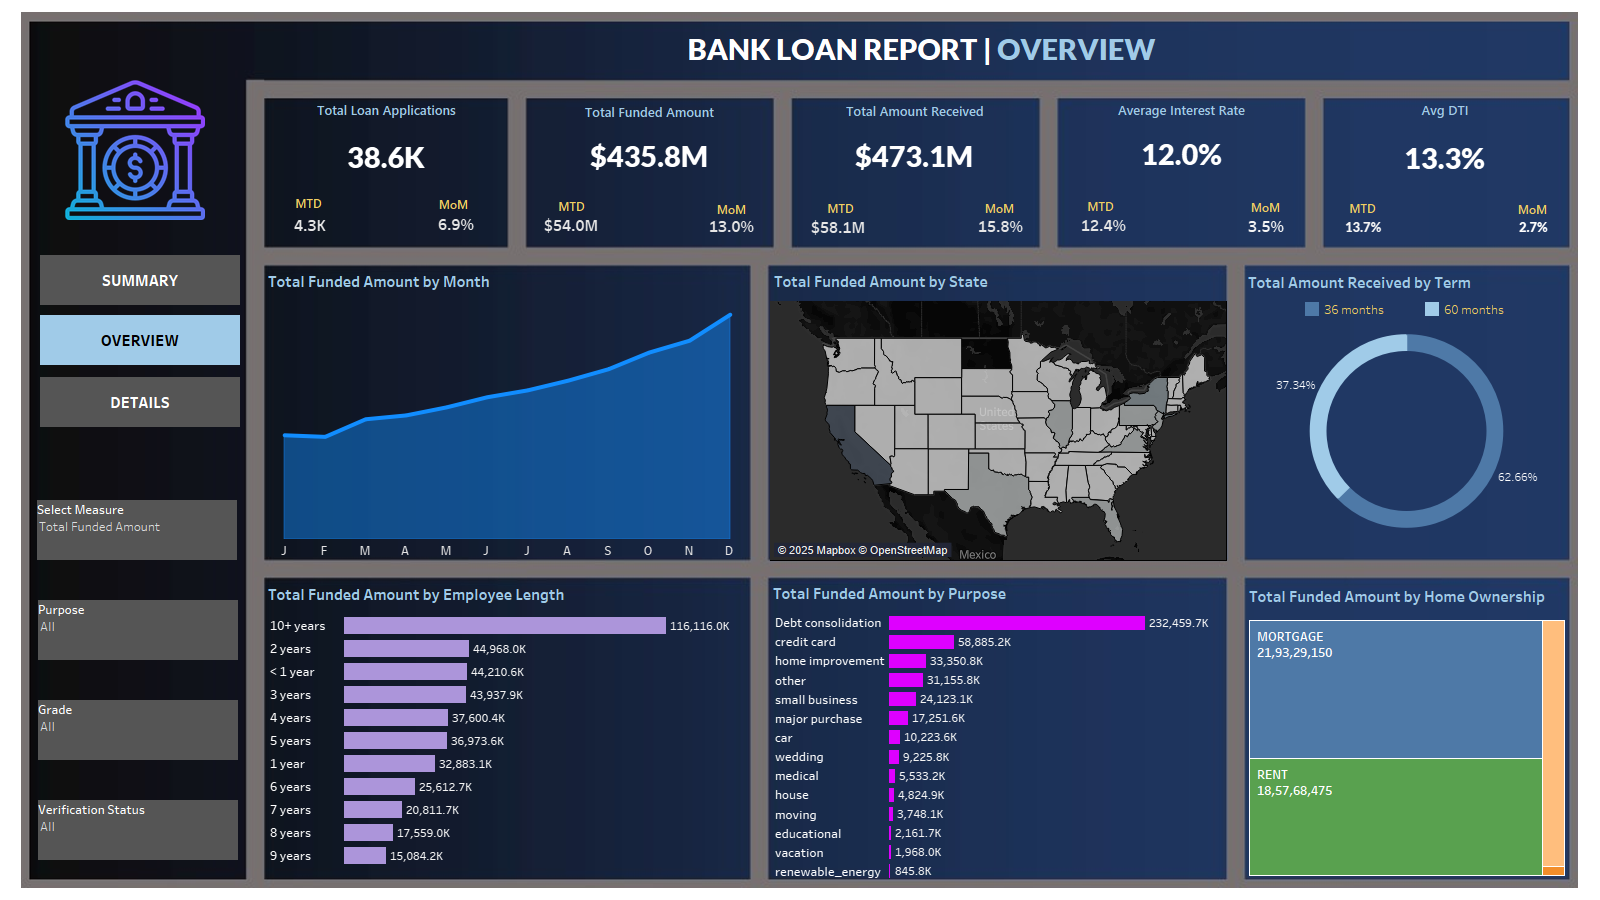 BANK LOAN REPORT | OVERVIEW
SUMMARY
OVERVIEW
DETAILS
Select Measure
Total Funded Amount
Purpose
All
Grade
All
Verification Status
All
Total Loan Applications
38.6K
MTD
4.3K
MoM
6.9%
Total Funded Amount
$435.8M
MTD
$54.0M
MoM
13.0%
Total Amount Received
$473.1M
MTD
$58.1M
MoM
15.8%
Average Interest Rate
12.0%
MTD
12.4%
MoM
3.5%
Avg DTI
13.3%
MTD
13.7%
MoM
2.7%
Total Funded Amount by Month
J F M A M J J A S O N D
Total Funded Amount by State
United
States
Mexico
© 2025 Mapbox © OpenStreetMap
Total Amount Received by Term
36 months
60 months
37.34%
62.66%
Total Funded Amount by Employee Length
10+ years 116,116.0K
2 years 44,968.0K
< 1 year 44,210.6K
3 years 43,937.9K
4 years 37,600.4K
5 years 36,973.6K
1 year 32,883.1K
6 years 25,612.7K
7 years 20,811.7K
8 years 17,559.0K
9 years 15,084.2K
Total Funded Amount by Purpose
Debt consolidation 232,459.7K
credit card 58,885.2K
home improvement 33,350.8K
other 31,155.8K
small business 24,123.1K
major purchase 17,251.6K
car 10,223.6K
wedding 9,225.8K
medical 5,533.2K
house 4,824.9K
moving 3,748.1K
educational 2,161.7K
vacation 1,968.0K
renewable_energy 845.8K
Total Funded Amount by Home Ownership
MORTGAGE
21,93,29,150
RENT
18,57,68,475